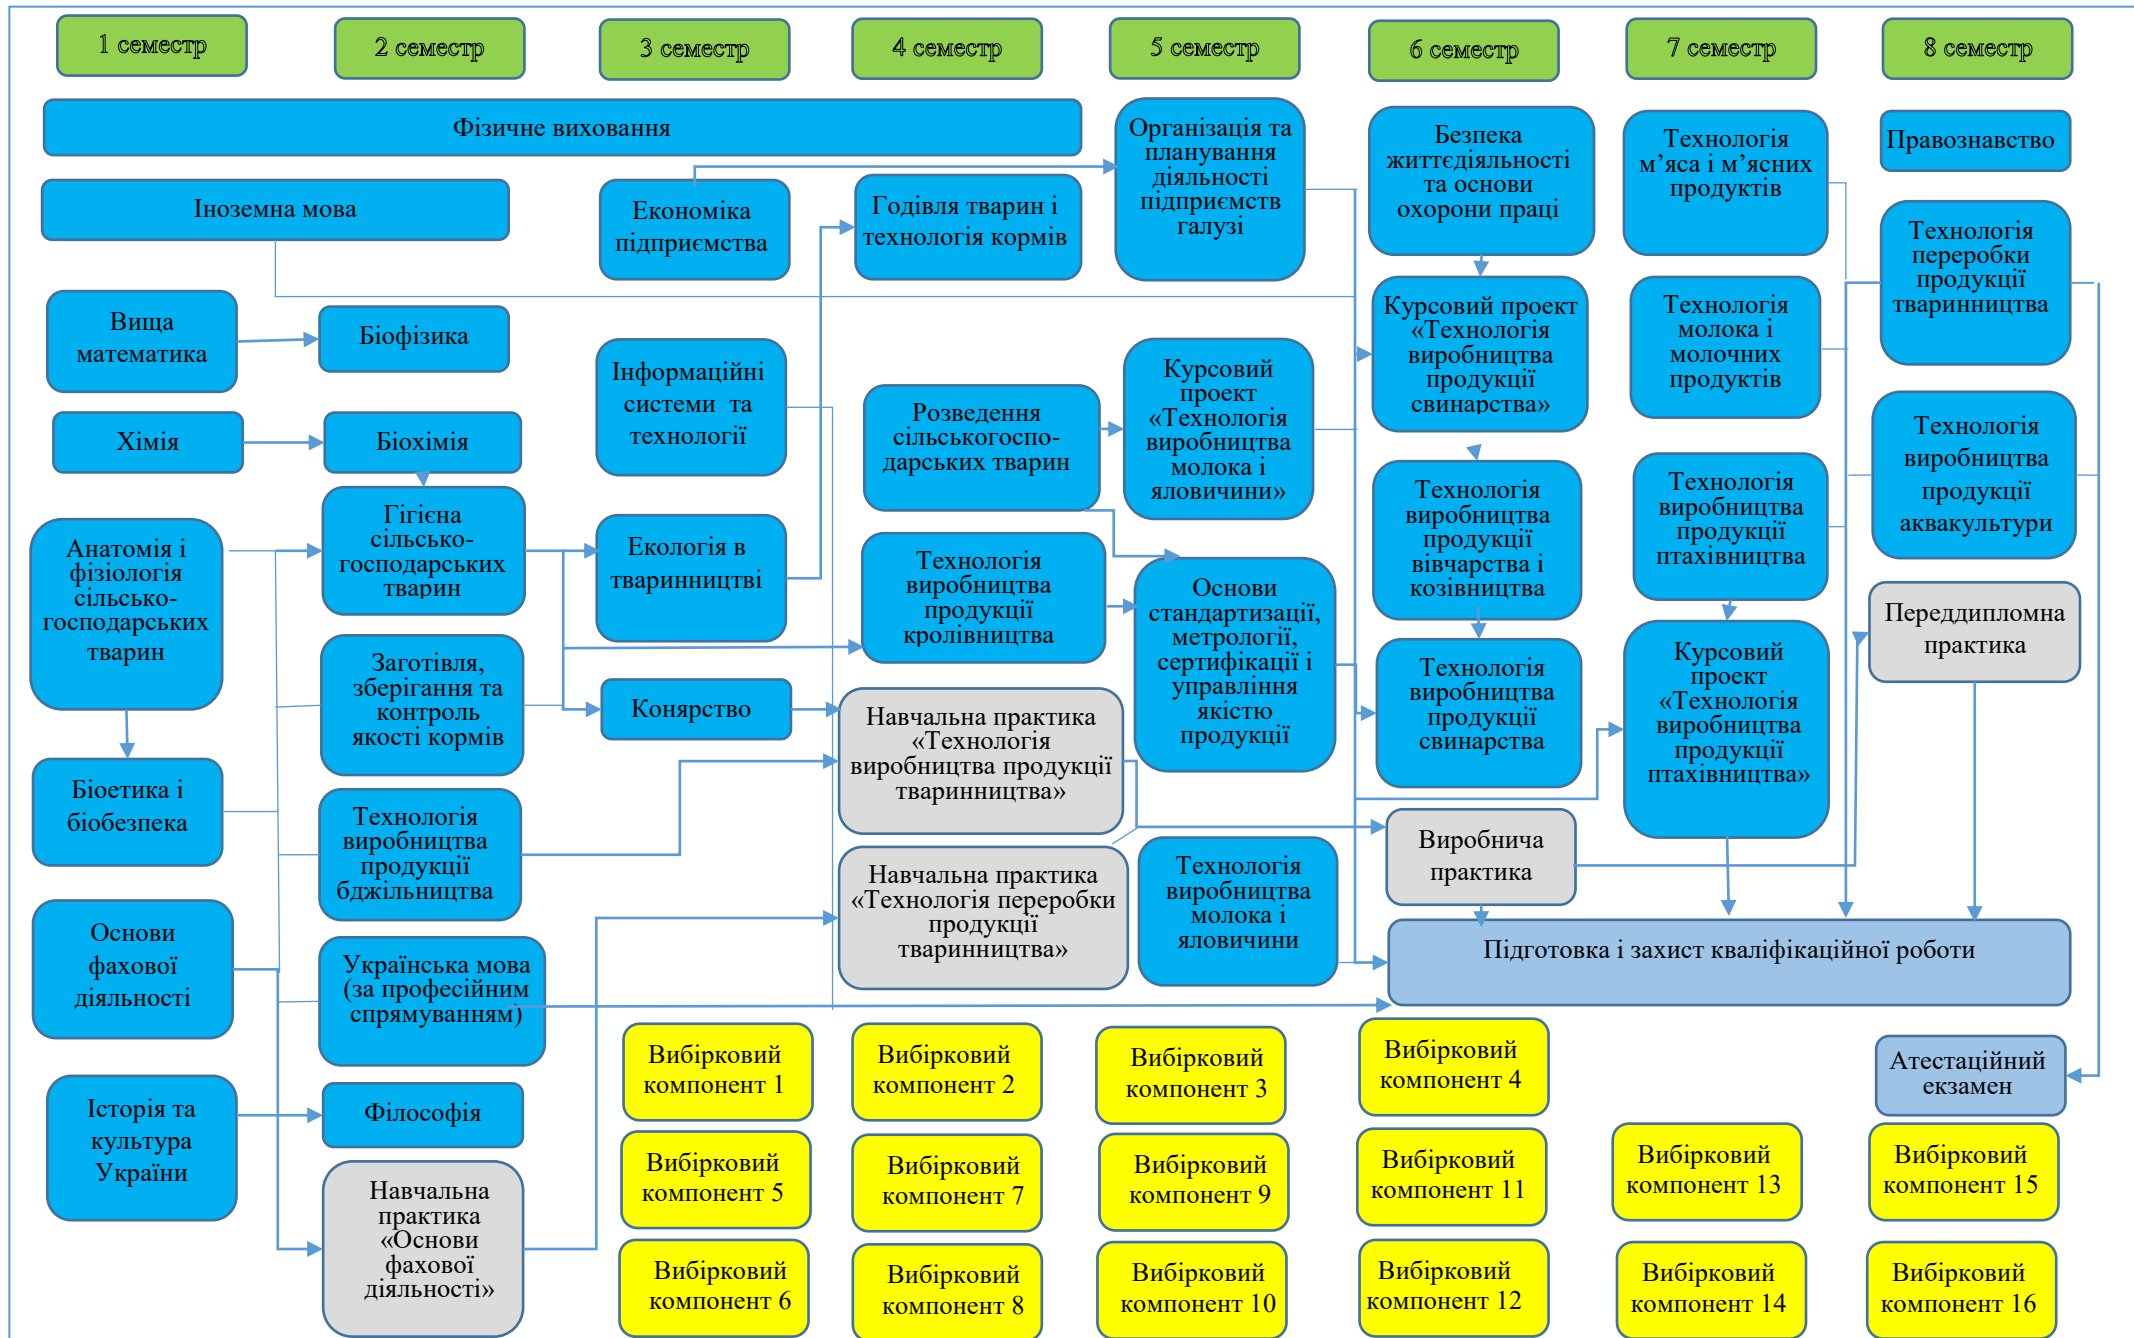 1 семестр
2 семестр
3 семестр
4 семестр
5 семестр
6 семестр
7 семестр
8 семестр
Фізичне виховання
Іноземна мова
Вища
математика
Хімія
Анатомія і
фізіологія
сільсько-
господарських
тварин
Біоетика і
біобезпека
Основи
фахової
діяльності
Історія та
культура
України
Біофізика
Біохімія
Гігієна
сільсько-
господарських
тварин
Заготівля,
зберігання та
контроль
якості кормів
Технологія
виробництва
продукції
бджільництва
Українська мова
(за професійним
спрямуванням)
Філософія
Навчальна
практика
«Основи
фахової
діяльності»
Економіка
підприємства
Інформаційні
системи та
технології
Екологія в
тваринництві
Конярство
Вибірковий
компонент 1
Вибірковий
компонент 5
Вибірковий
компонент 6
Годівля тварин і
технологія кормів
Розведення
сільськогоспо-
дарських тварин
Технологія
виробництва
продукції
кролівництва
Навчальна практика
«Технологія
виробництва продукції
тваринництва»
Навчальна практика
«Технологія переробки
продукції
тваринництва»
Вибірковий
компонент 2
Вибірковий
компонент 7
Вибірковий
компонент 8
Організація та
планування
діяльності
підприємств
галузі
Курсовий
проект
«Технологія
виробництва
молока і
яловичини»
Основи
стандартизації,
метрології,
сертифікації і
управління
якістю
продукції
Технологія
виробництва
молока і
яловичини
Вибірковий
компонент 3
Вибірковий
компонент 9
Вибірковий
компонент 10
Безпека
життєдіяльності
та основи
охорони праці
Курсовий проект
«Технологія
виробництва
продукції
свинарства»
Технологія
виробництва
продукції
вівчарства і
козівництва
Технологія
виробництва
продукції
свинарства
Виробнича
практика
Підготовка і захист кваліфікаційної роботи
Вибірковий
компонент 4
Вибірковий
компонент 11
Вибірковий
компонент 12
Технологія
м’яса і м’ясних
продуктів
Технологія
молока і
молочних
продуктів
Технологія
виробництва
продукції
птахівництва
Курсовий
проект
«Технологія
виробництва
продукції
птахівництва»
Вибірковий
компонент 13
Вибірковий
компонент 14
Правознавство
Технологія
переробки
продукції
тваринництва
Технологія
виробництва
продукції
аквакультури
Переддипломна
практика
Атестаційний
екзамен
Вибірковий
компонент 15
Вибірковий
компонент 16